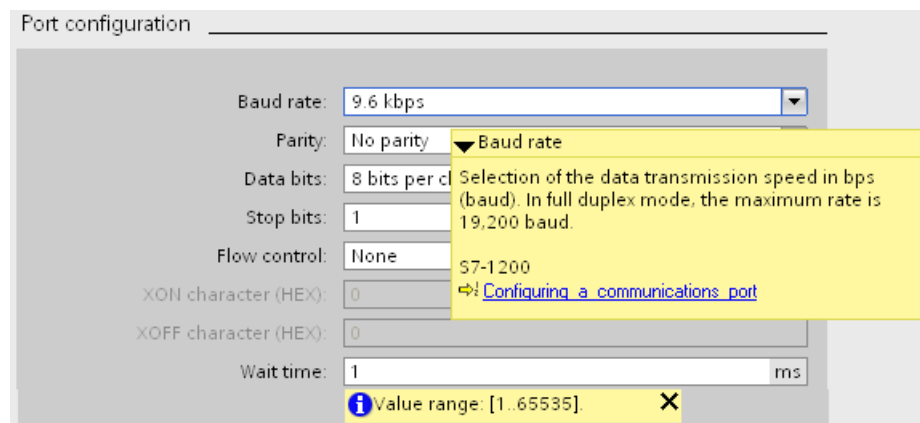 Port configuration
Baud rate: 9.6 kbps
Parity: No parity
Baud rate
Data bits: 8 bits per
Selection of the data transmission speed in bps
(baud). In full duplex mode, the maximum rate is
19,200 baud.
Stop bits: 1
Flow control: None
S7-1200
Configuring a communications port
XON character (HEX): 0
XOFF character (HEX): 0
Wait time: 1 ms
Value range: [1..65535].